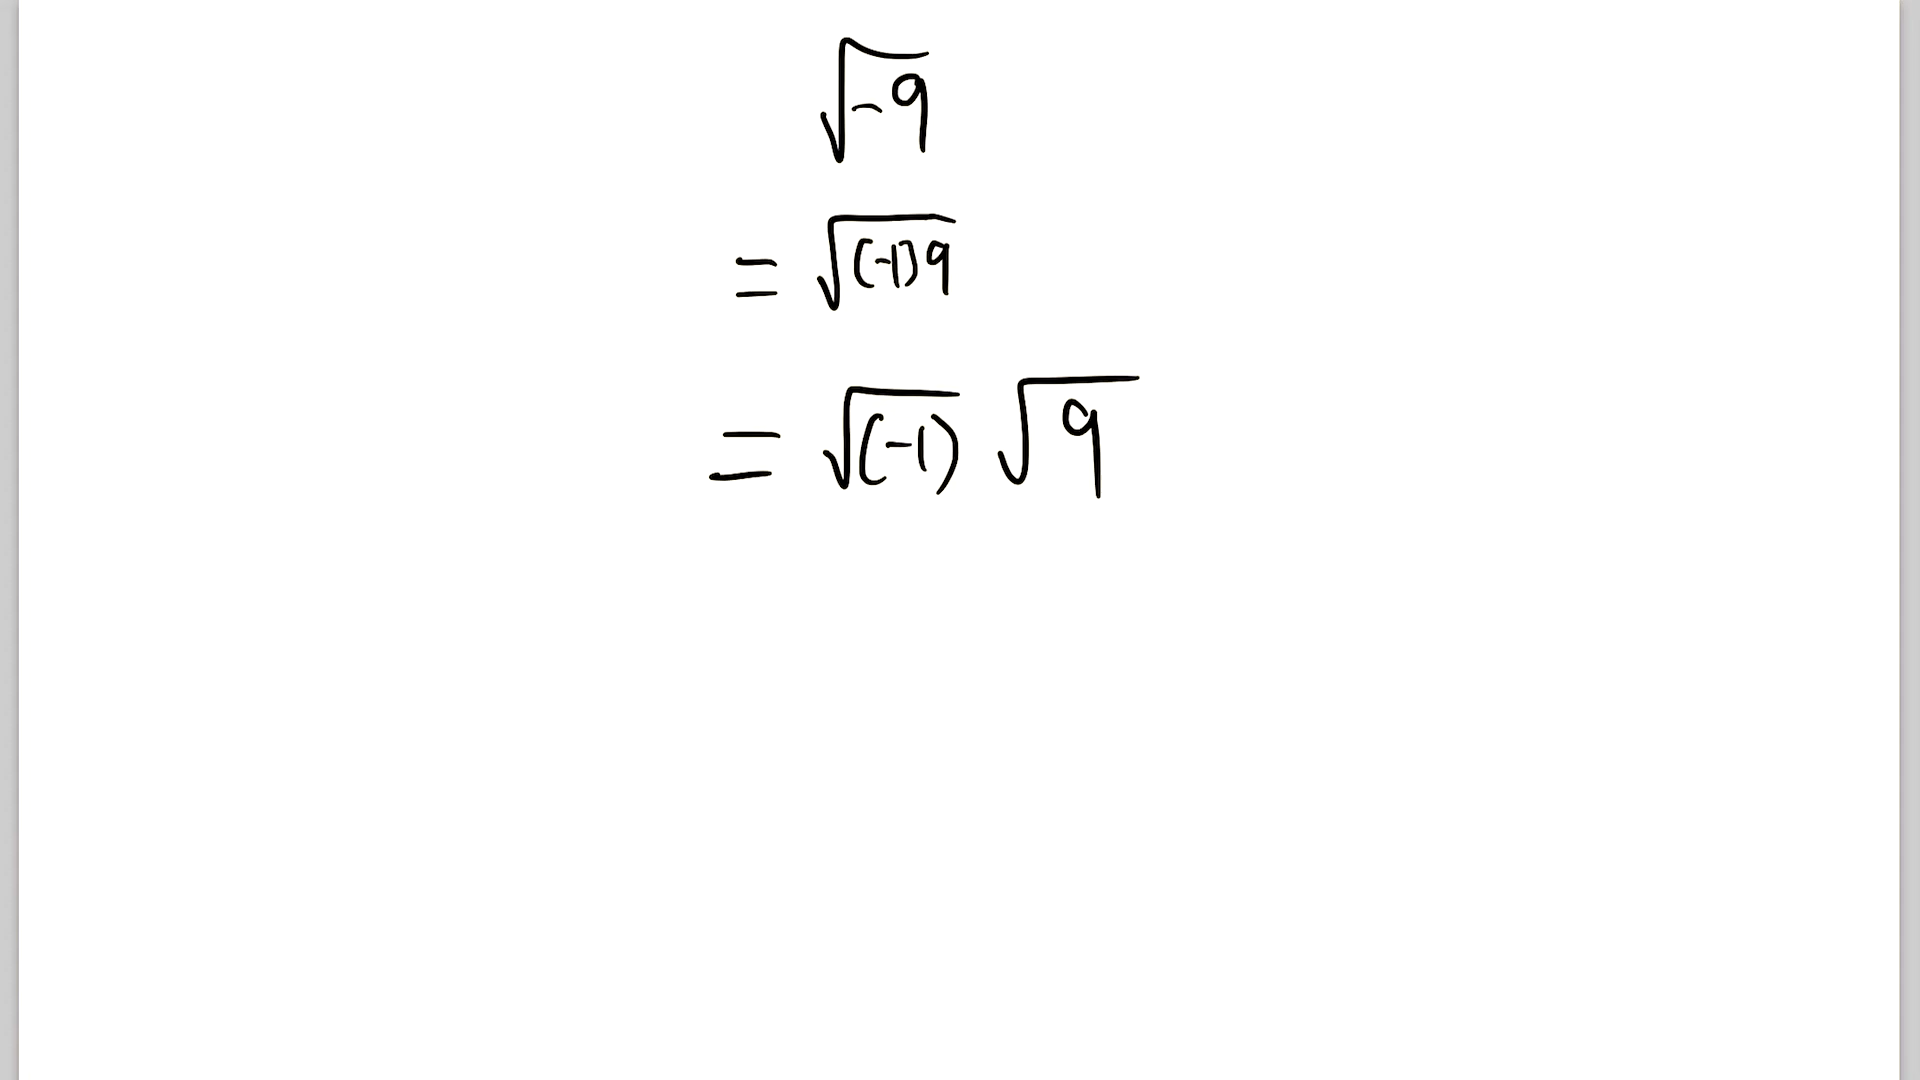 √-9
= √(-1)9
= √(-1) √9